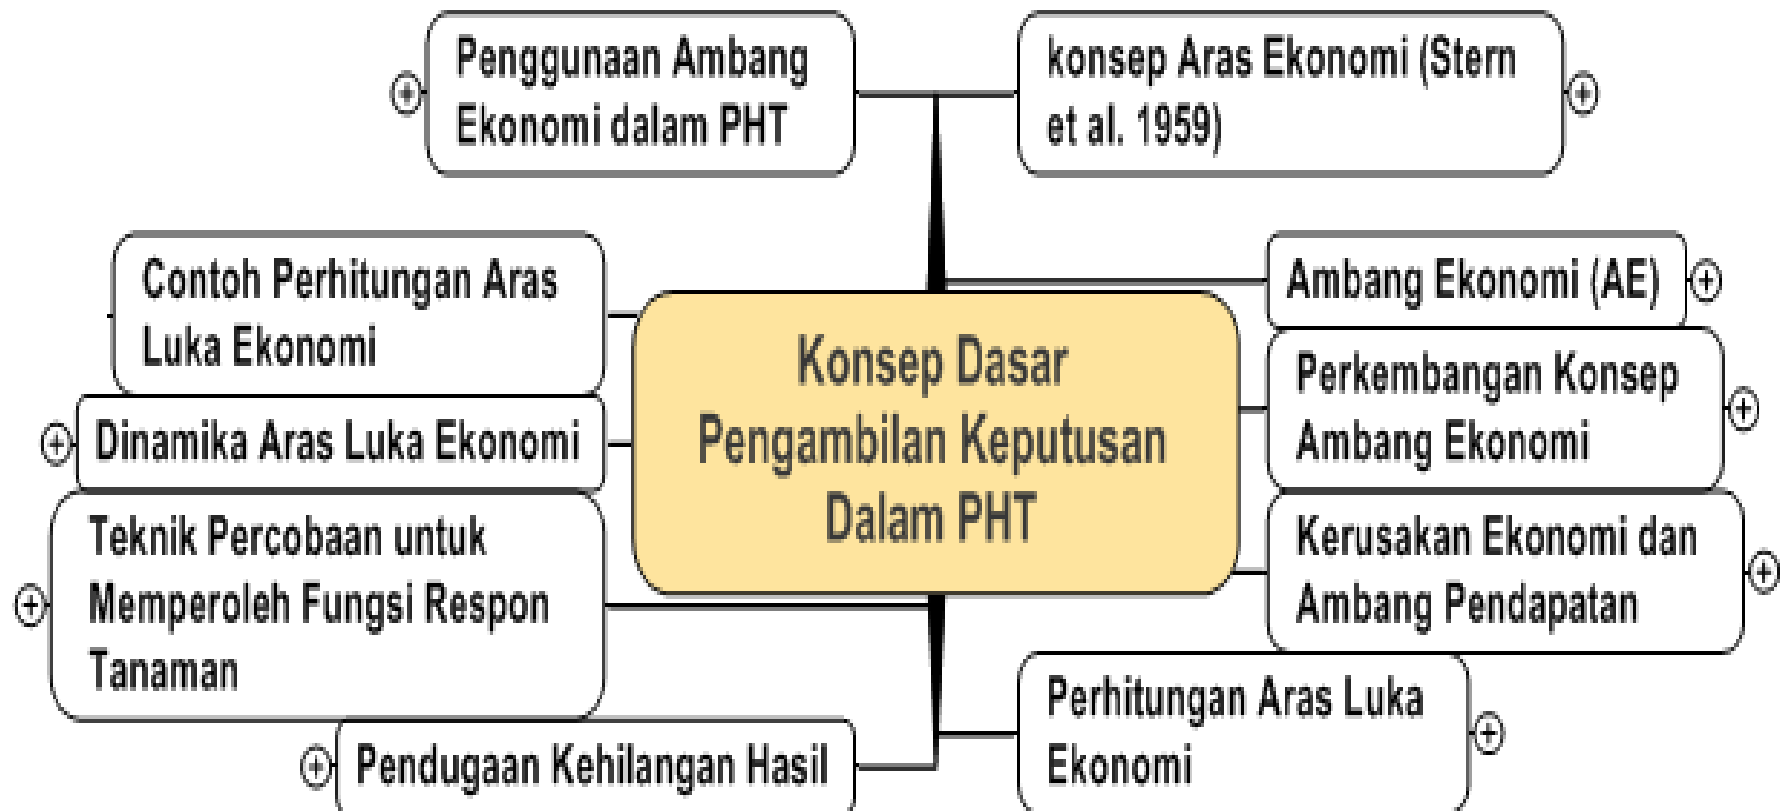 Penggunaan Ambang
Ekonomi dalam PHT
konsep Aras Ekonomi (Stern
et al. 1959)
Contoh Perhitungan Aras
Luka Ekonomi
Ambang Ekonomi (AE)
Konsep Dasar
Pengambilan Keputusan
Dalam PHT
Perkembangan Konsep
Ambang Ekonomi
Dinamika Aras Luka Ekonomi
Teknik Percobaan untuk
Memperoleh Fungsi Respon
Tanaman
Kerusakan Ekonomi dan
Ambang Pendapatan
Pendugaan Kehilangan Hasil
Perhitungan Aras Luka
Ekonomi